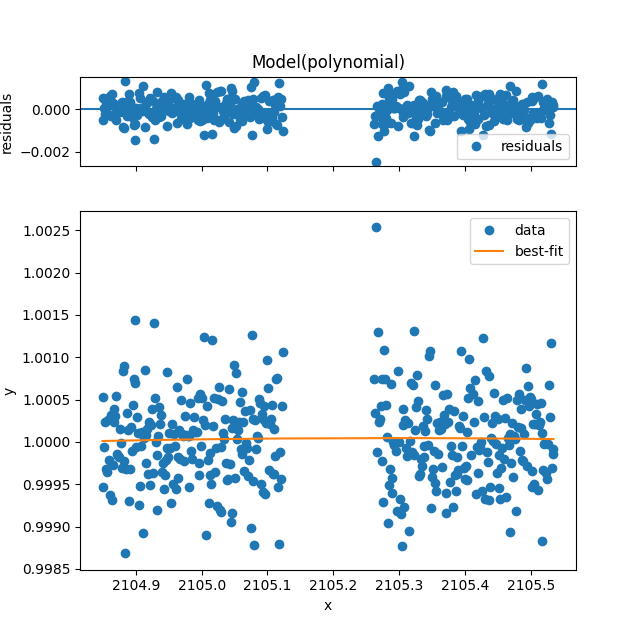 Model(polynomial)
residuals
0.000
−0.002
residuals
y
1.0025
1.0020
1.0015
1.0010
1.0005
1.0000
0.9995
0.9990
0.9985
data
best-fit
2104.9 2105.0 2105.1 2105.2 2105.3 2105.4 2105.5
x